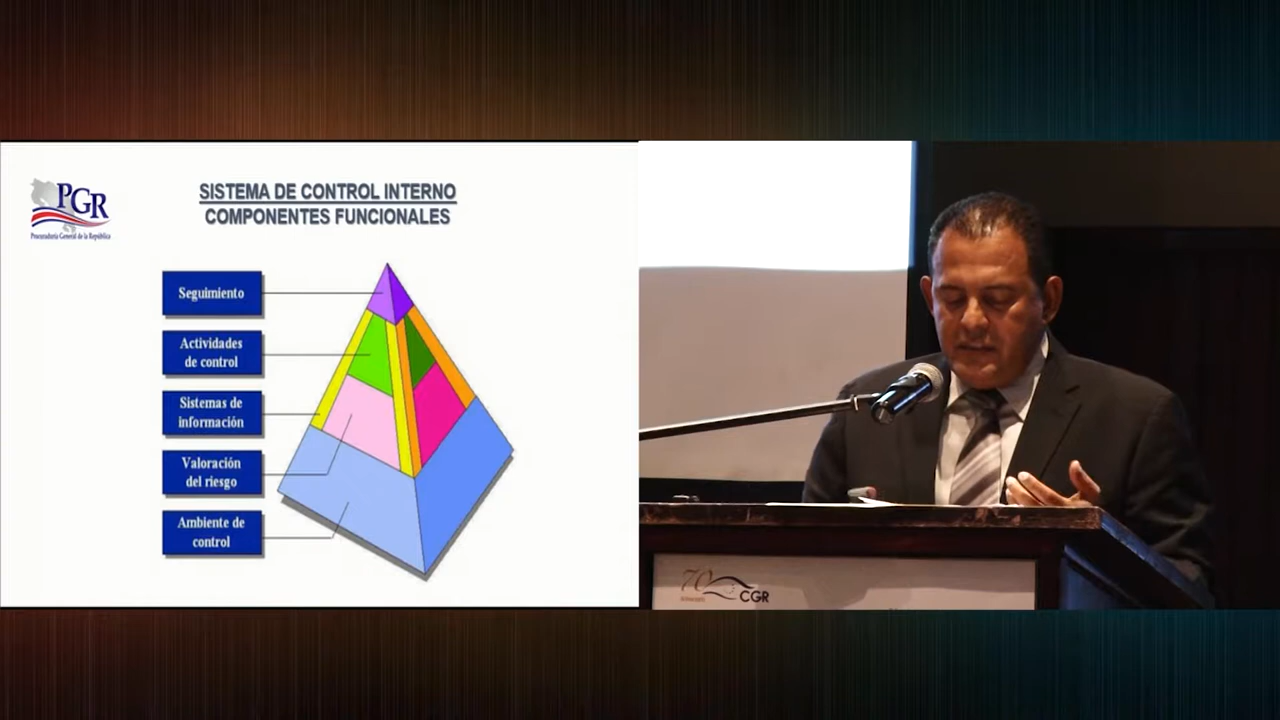 PGR
Procuraduría General de la República
SISTEMA DE CONTROL INTERNO
COMPONENTES FUNCIONALES
Seguimiento
Actividades
de control
Sistemas de
información
Valoración
del riesgo
Ambiente de
control
70
CGR